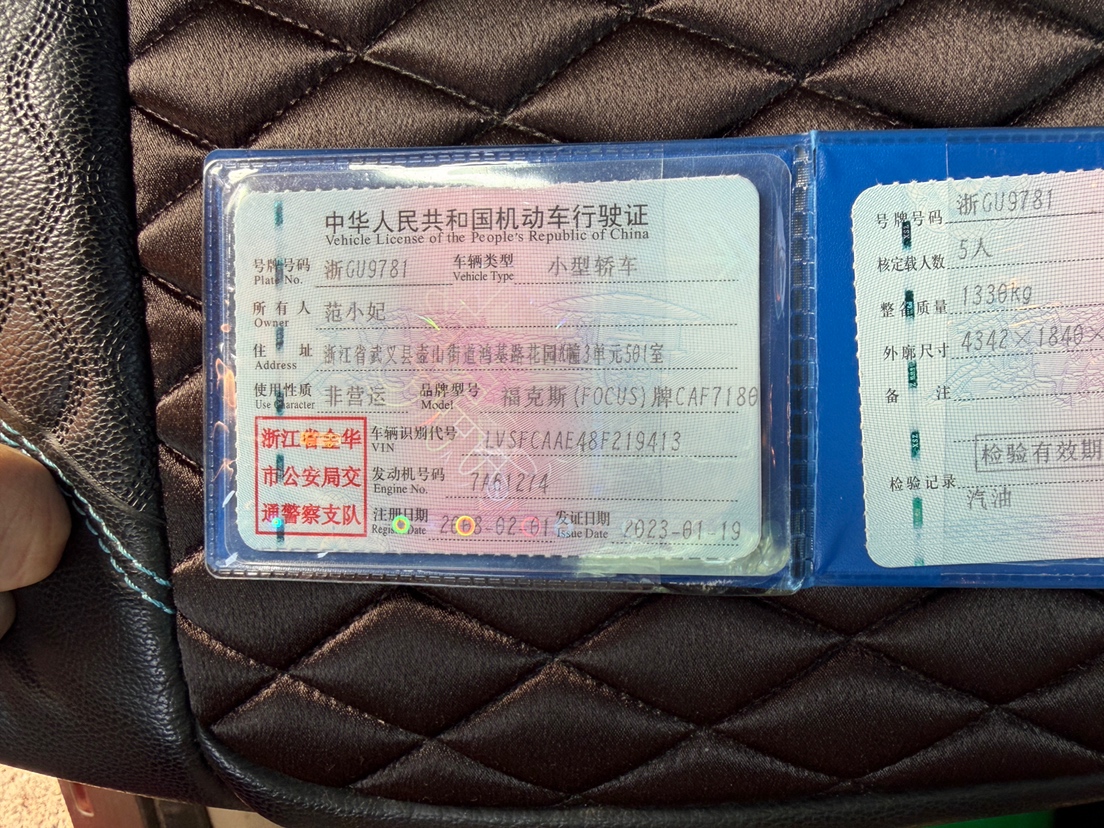 中华人民共和国机动车行驶证
Vehicle License of the People's Republic of China
号牌号码 浙GU9781 车辆类型 小型轿车
Plate No. Vehicle Type
所有人 范小妃
Owner
住址 浙江省武义县壶山街道鸿基路花园 3单元501室
Address
使用性质 非营运 品牌型号 福克斯(FOCUS)牌CAF7180
Use Character Model
车辆识别代号 LVSFCAAE48F219413
VIN
发动机号码
Engine No.
注册日期 2008-02-01 发证日期 2023-01-19
Register Date Issue Date
浙江省金华
市公安局交
通警察支队
号牌号码 浙GU9781
核定载人数 5人
整备质量 1330kg
外廓尺寸 4342×1840×
备注
检验有效期
检验记录
汽油